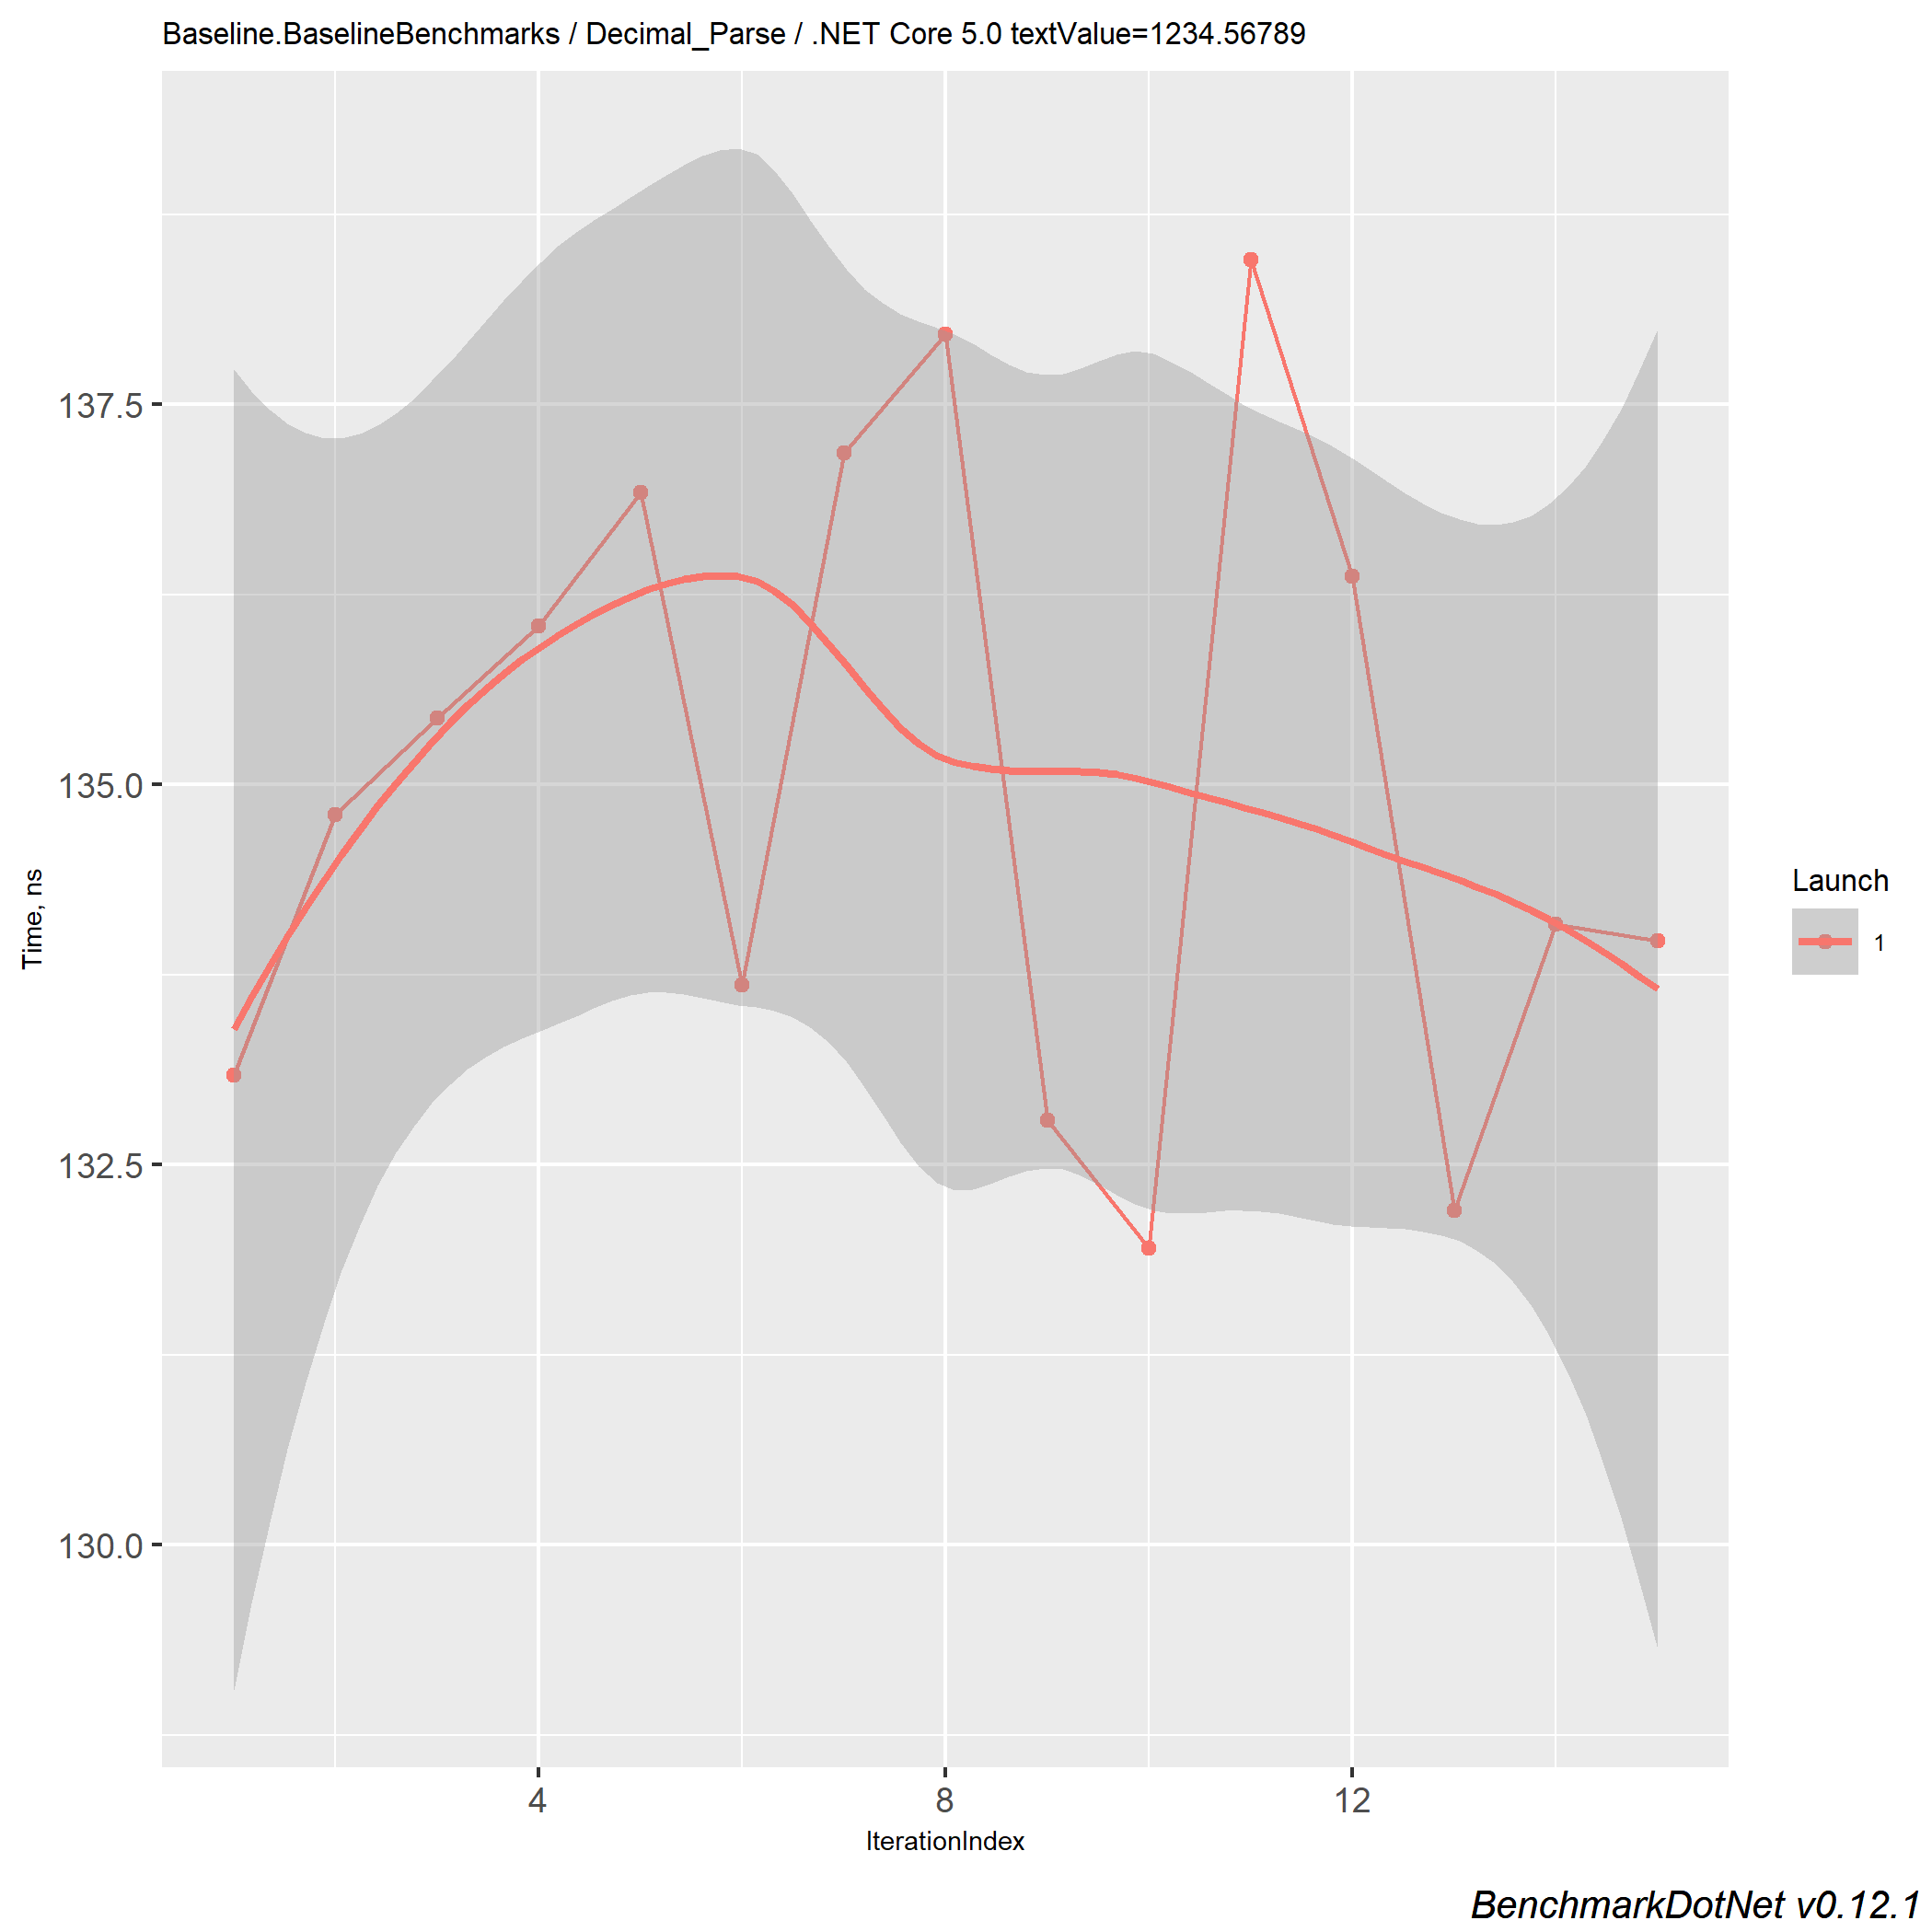 Baseline.BaselineBenchmarks / Decimal_Parse / .NET Core 5.0 textValue=1234.56789
137.5
135.0
132.5
130.0
Time, ns
4
8
12
IterationIndex
Launch
1
BenchmarkDotNet v0.12.1